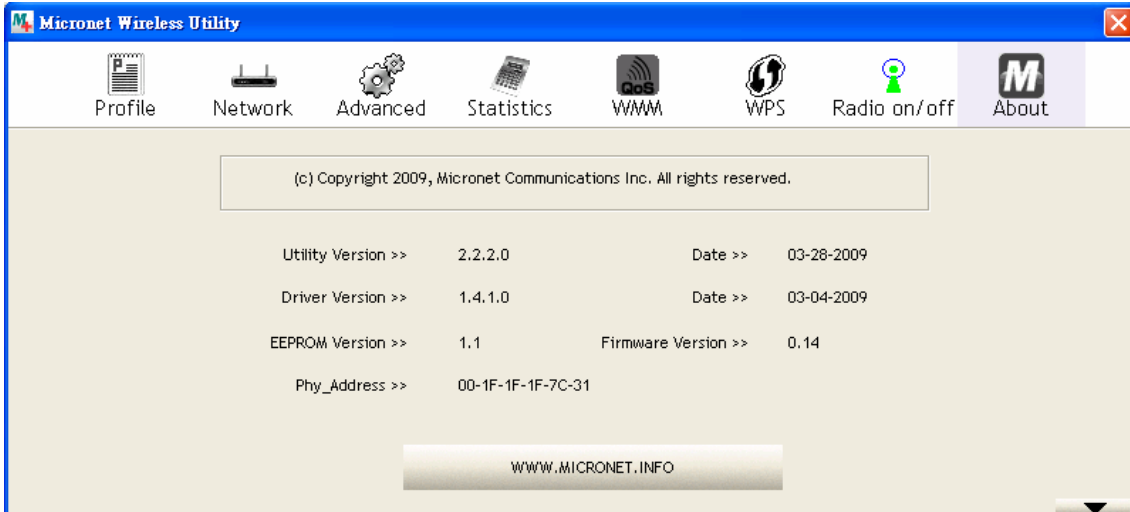 Micronet Wireless Utility
Profile Network Advanced Statistics WMM WPS Radio on/off About
QoS
(c) Copyright 2009, Micronet Communications Inc. All rights reserved.
Utility Version >> 2.2.2.0 Date >> 03-28-2009
Driver Version >> 1.4.1.0 Date >> 03-04-2009
EEPROM Version >> 1.1 Firmware Version >> 0.14
Phy_Address >> 00-1F-1F-1F-7C-31
WWW.MICRONET.INFO